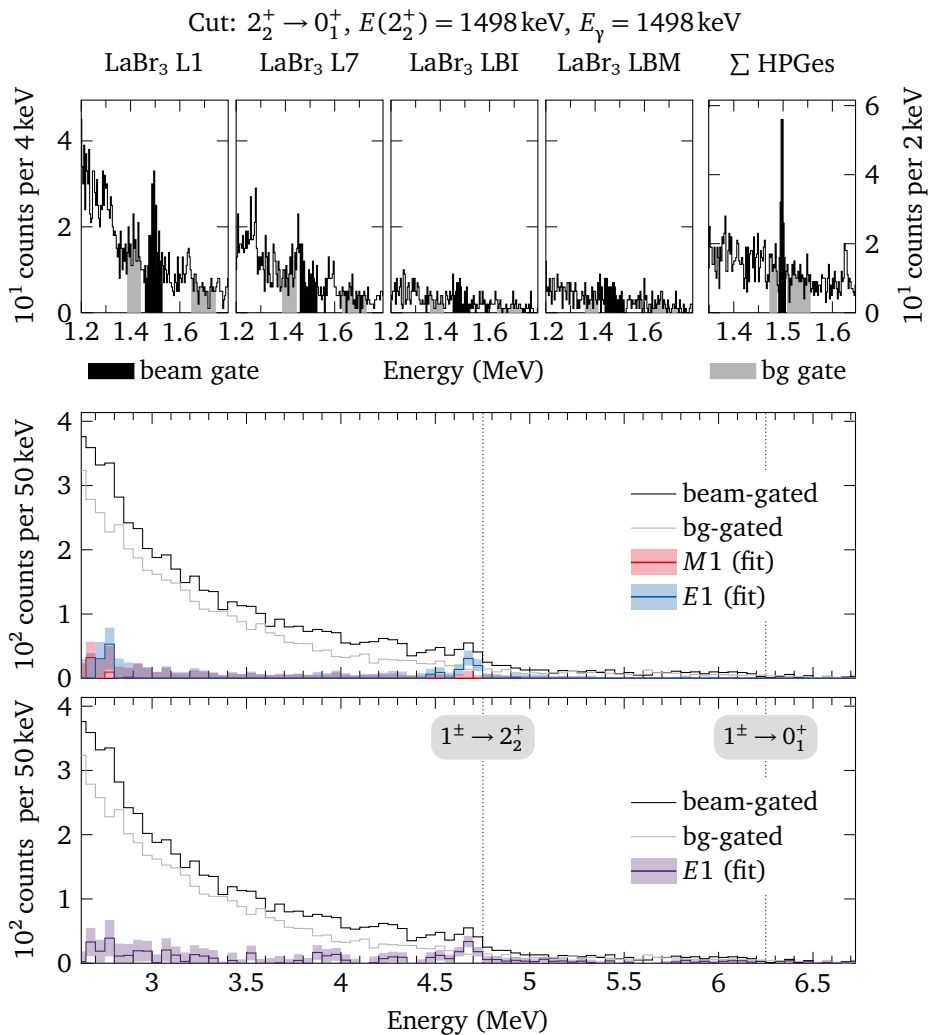 Cut: 2₂⁺ → 0₁⁺, E(2₂⁺) = 1498 keV, Eᵧ = 1498 keV
LaBr₃ L1 LaBr₃ L7 LaBr₃ LBI LaBr₃ LBM ∑ HPGes
10¹ counts per 4 keV
4
2
0
6
4
2
0
10¹ counts per 2 keV
1.2 1.4 1.6 1.2 1.4 1.6 1.2 1.4 1.6 1.2 1.4 1.6 1.4 1.5 1.6
beam gate Energy (MeV) bg gate
10² counts per 50 keV
4
3
2
1
0
beam-gated
bg-gated
M1 (fit)
E1 (fit)
10² counts per 50 keV
4
3
2
1
0
1± → 2₂⁺ 1± → 0₁⁺
beam-gated
bg-gated
E1 (fit)
3 3.5 4 4.5 5 5.5 6 6.5
Energy (MeV)